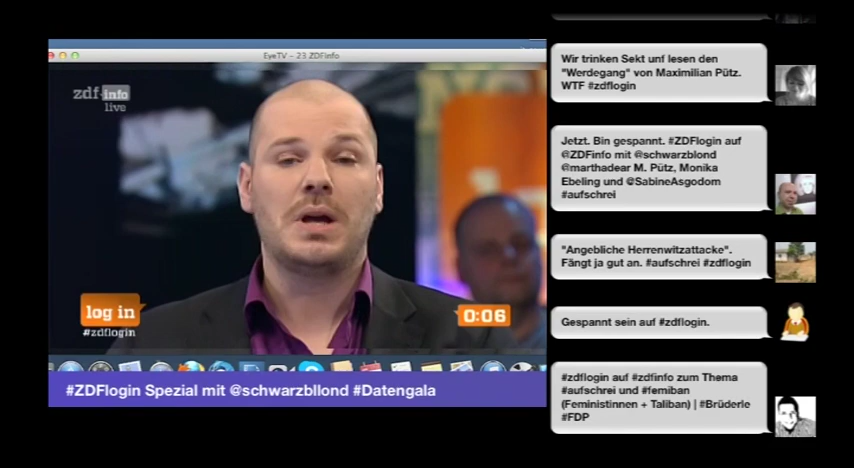 EyeTV – 23 ZDFinfo
zdf info
live
log in
#zdflogin
0:06
#ZDFlogin Spezial mit @schwarzbllond #Datengala
Wir trinken Sekt unf lesen den
"Werdegang" von Maximilian Pütz.
WTF #zdflogin
Jetzt. Bin gespannt. #ZDFlogin auf
@ZDFinfo mit @schwarzblond
@marthadear M. Pütz, Monika
Ebeling und @SabineAsgodom
#aufschrei
"Angebliche Herrenwitzattacke".
Fängt ja gut an. #aufschrei #zdflogin
Gespannt sein auf #zdflogin.
#zdflogin auf #zdfinfo zum Thema
#aufschrei und #femiban
(Feministinnen + Taliban) | #Brüderle
#FDP